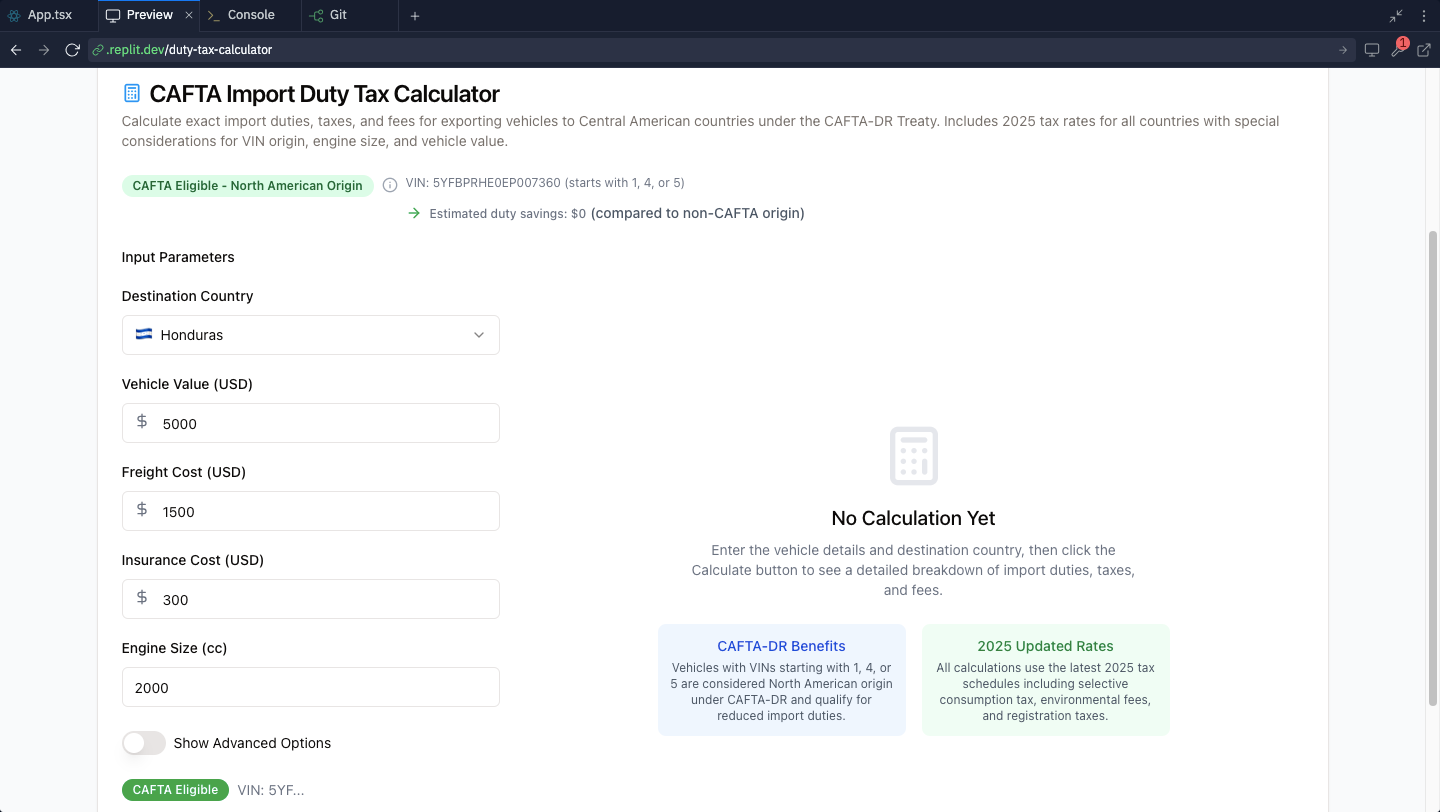 App.tsx
Preview
Console
Git
.replit.dev/duty-tax-calculator
1
CAFTA Import Duty Tax Calculator
Calculate exact import duties, taxes, and fees for exporting vehicles to Central American countries under the CAFTA-DR Treaty. Includes 2025 tax rates for all countries with special
considerations for VIN origin, engine size, and vehicle value.
CAFTA Eligible - North American Origin
VIN: 5YFBPRHE0EP007360 (starts with 1, 4, or 5)
Estimated duty savings: $0 (compared to non-CAFTA origin)
Input Parameters
Destination Country
Honduras
Vehicle Value (USD)
$ 5000
Freight Cost (USD)
$ 1500
Insurance Cost (USD)
$ 300
Engine Size (cc)
2000
Show Advanced Options
CAFTA Eligible VIN: 5YF...
No Calculation Yet
Enter the vehicle details and destination country, then click the
Calculate button to see a detailed breakdown of import duties, taxes,
and fees.
CAFTA-DR Benefits
Vehicles with VINs starting with 1, 4, or
5 are considered North American origin
under CAFTA-DR and qualify for
reduced import duties.
2025 Updated Rates
All calculations use the latest 2025 tax
schedules including selective
consumption tax, environmental fees,
and registration taxes.